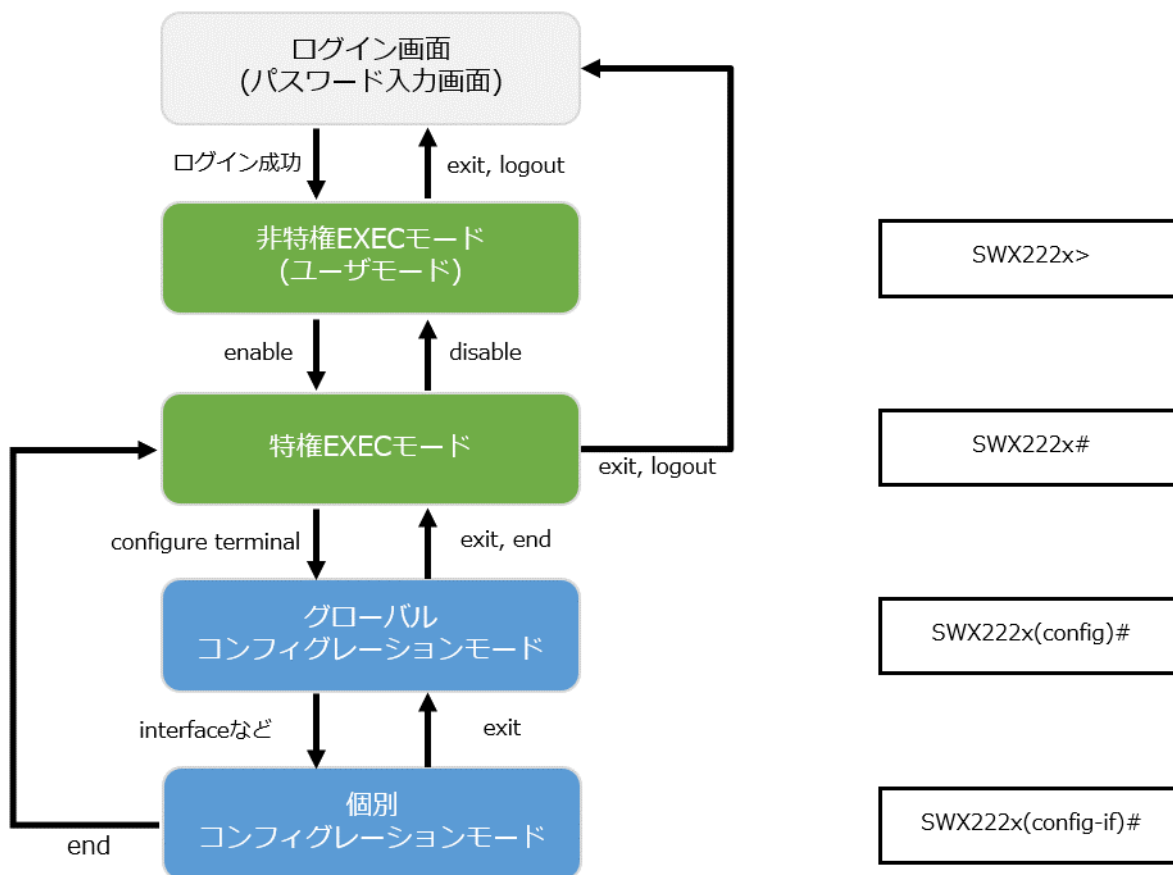 ログイン画面
(パスワード入力画面)
ログイン成功
exit, logout
非特権EXECモード
(ユーザモード)
SWX222x>
enable
disable
特権EXECモード
SWX222x#
exit, logout
configure terminal
exit, end
グローバル
コンフィグレーションモード
SWX222x(config)#
interfaceなど
exit
個別
コンフィグレーションモード
SWX222x(config-if)#
end